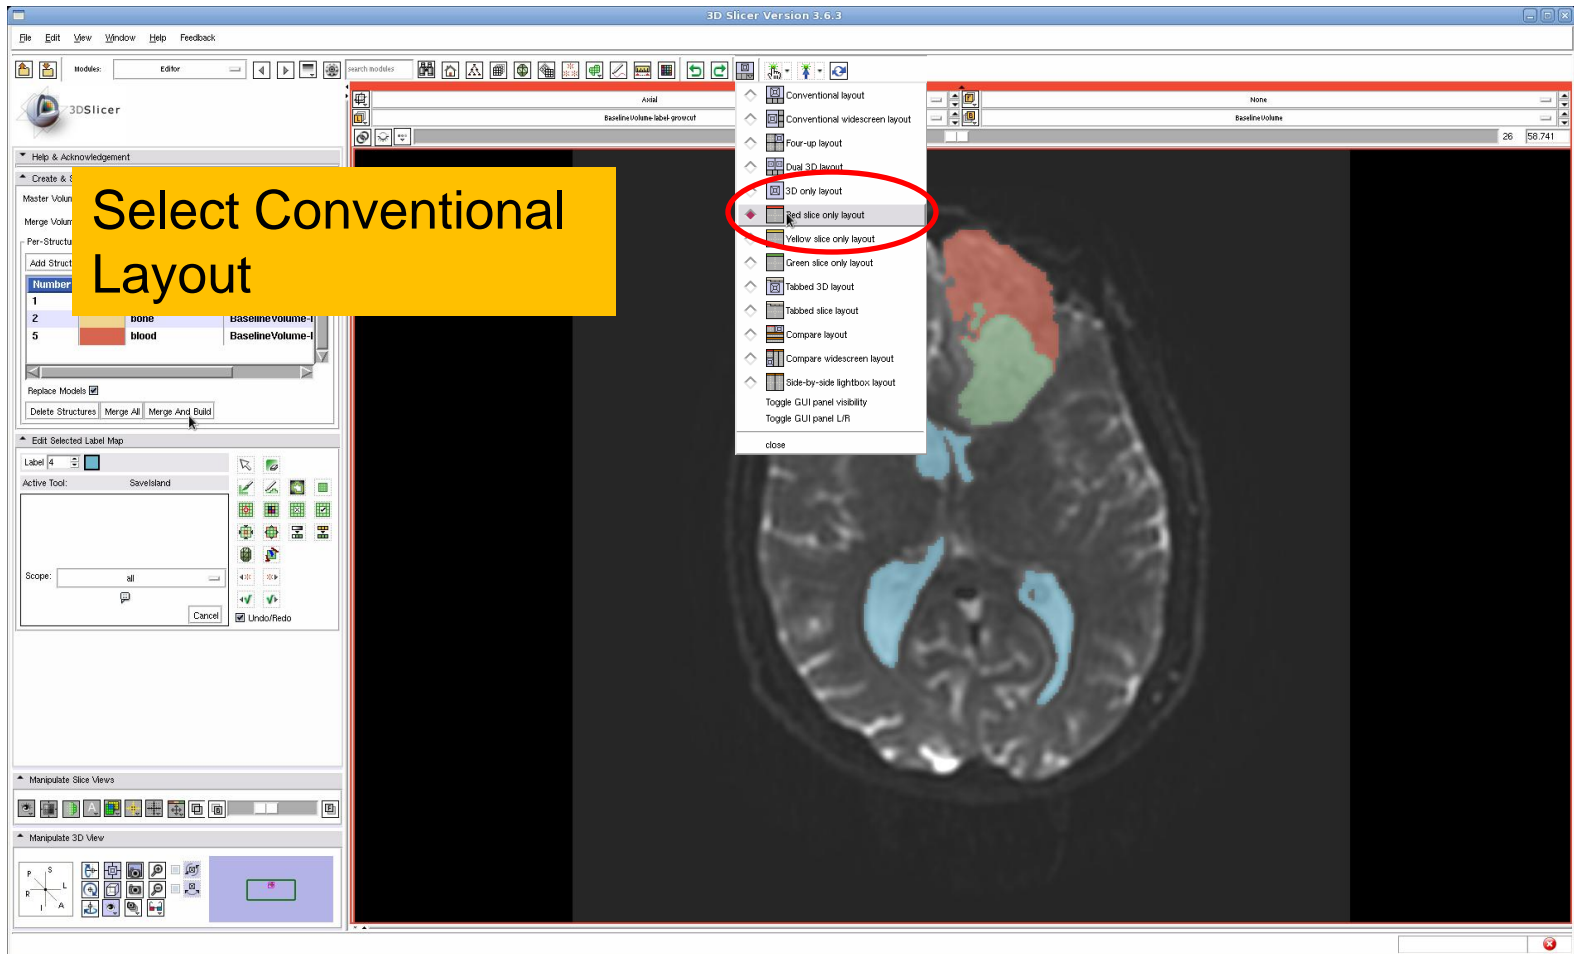 3D Slicer Version 3.6.3
File Edit View Window Help Feedback
Modules: Editor search modules
3DSlicer
Help & Acknowledgement
Create & S
Master Volum
Merge Volum
Per-Structu
Add Struct
Select Conventional
Layout
Number
1
2 bone BaselineVolume-l
5 blood BaselineVolume-l
Replace Models
Delete Structures Merge All Merge And Build
Edit Selected Label Map
Label 4
Active Tool: SaveIsland
Scope: all
Cancel
Undo/Redo
Manipulate Slice Views
Manipulate 3D View
P S
R L
I A
Axial
BaselineVolume-label-growcut
None
BaselineVolume
26 58.741
Conventional layout
Conventional widescreen layout
Four-up layout
Dual 3D layout
3D only layout
Red slice only layout
Yellow slice only layout
Green slice only layout
Tabbed 3D layout
Tabbed slice layout
Compare layout
Compare widescreen layout
Side-by-side lightbox layout
Toggle GUI panel visibility
Toggle GUI panel L/R
close